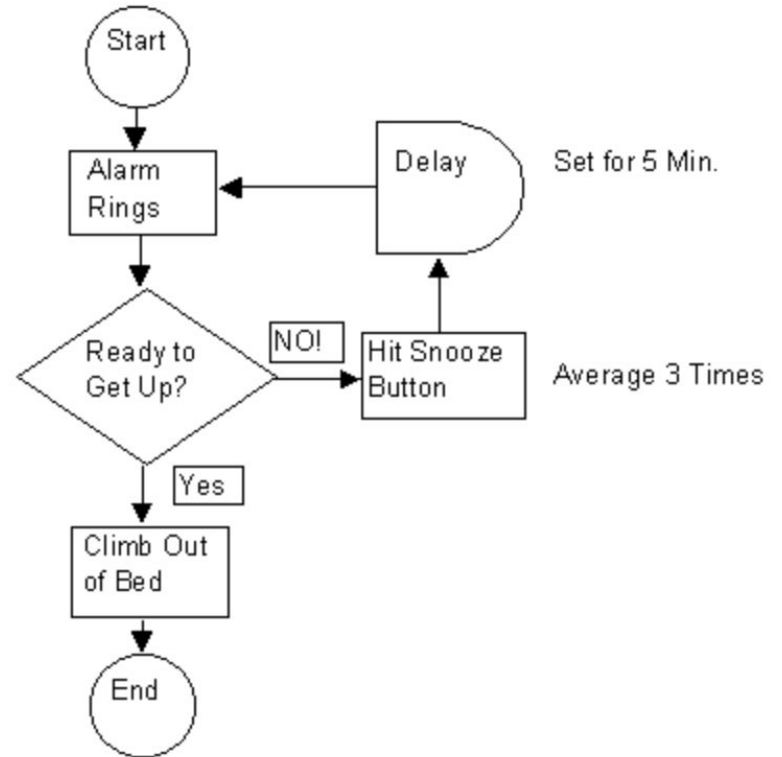 Start
Alarm
Rings
Delay
Set for 5 Min.
Ready to
Get Up?
NO!
Hit Snooze
Button
Average 3 Times
Yes
Climb Out
of Bed
End